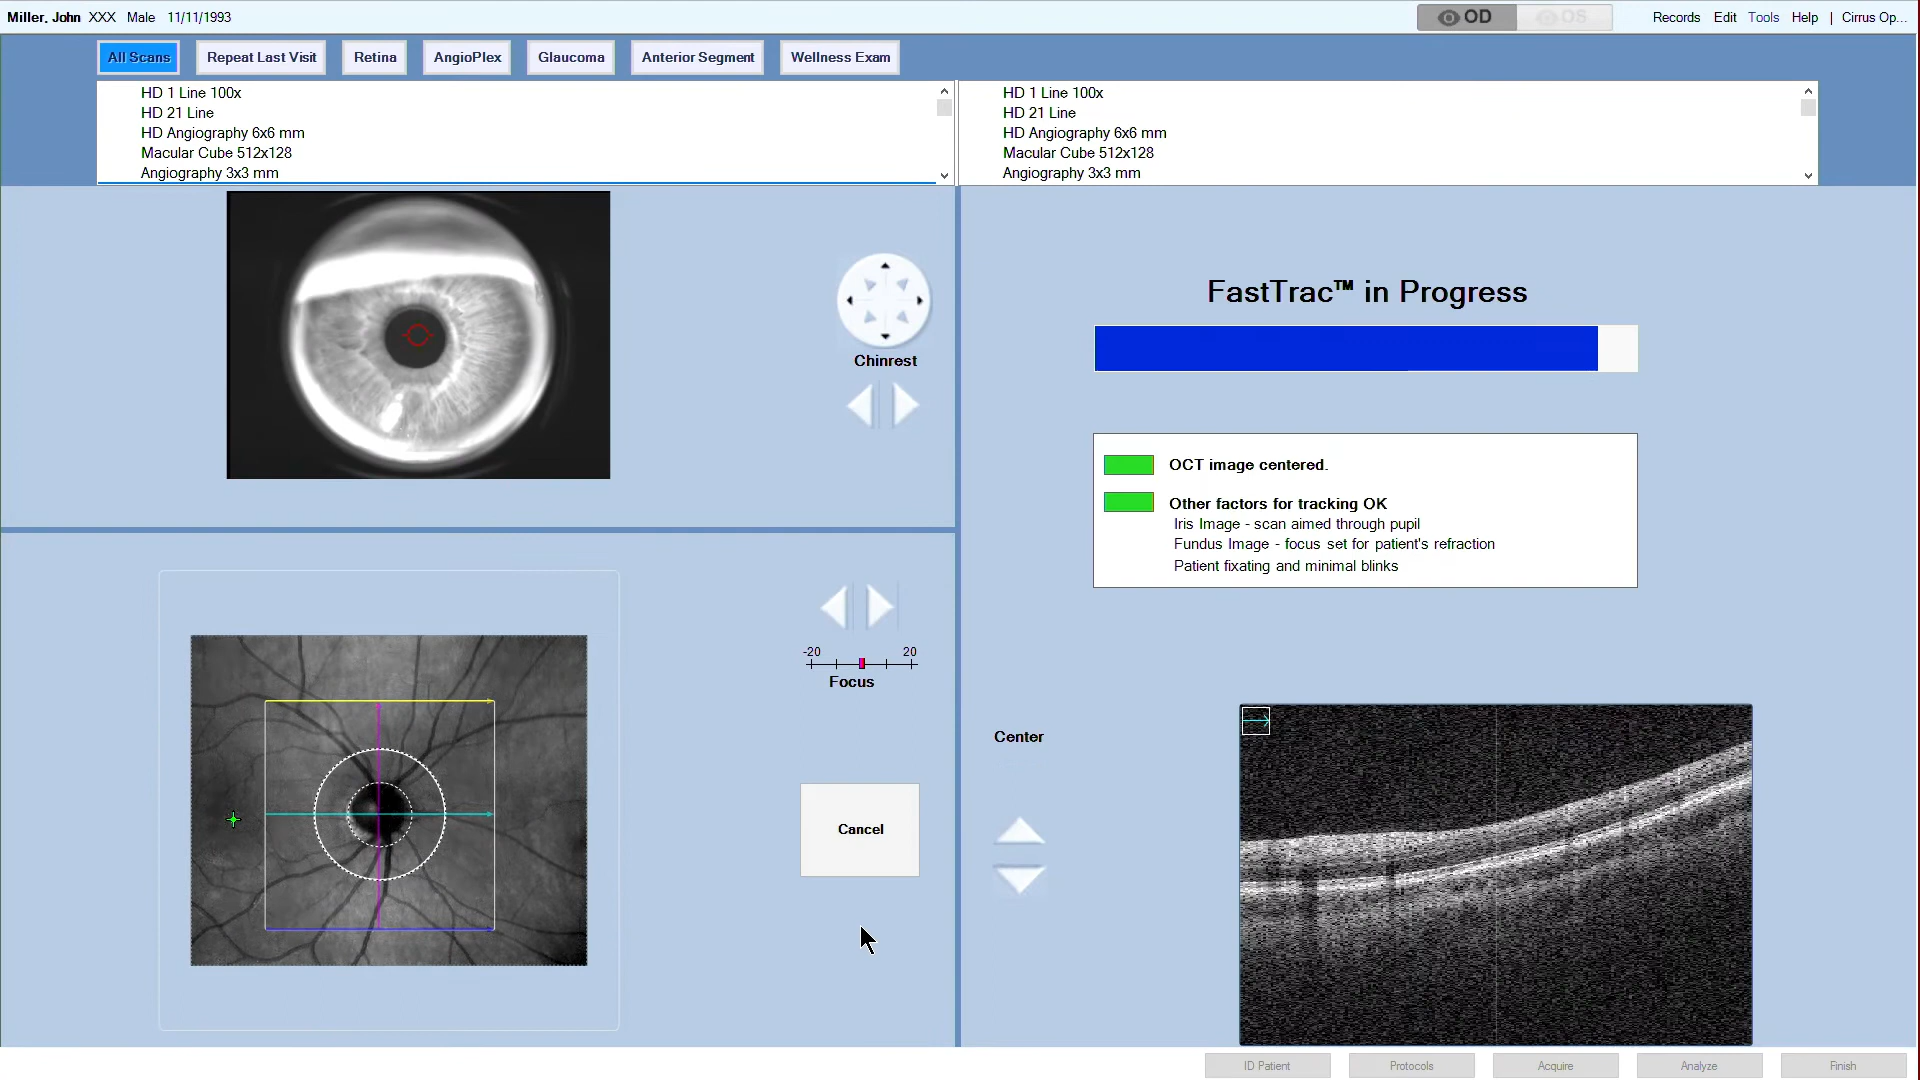 Miller, John XXX Male 11/11/1993
OD
OS
Records Edit Tools Help | Cirrus Op...
All Scans
Repeat Last Visit
Retina
AngioPlex
Glaucoma
Anterior Segment
Wellness Exam
HD 1 Line 100x
HD 21 Line
HD Angiography 6x6 mm
Macular Cube 512x128
Angiography 3x3 mm
HD 1 Line 100x
HD 21 Line
HD Angiography 6x6 mm
Macular Cube 512x128
Angiography 3x3 mm
Chinrest
FastTrac™ in Progress
OCT image centered.
Other factors for tracking OK
Iris Image - scan aimed through pupil
Fundus Image - focus set for patient's refraction
Patient fixating and minimal blinks
-20 20
Focus
Cancel
Center
ID Patient
Protocols
Acquire
Analyze
Finish